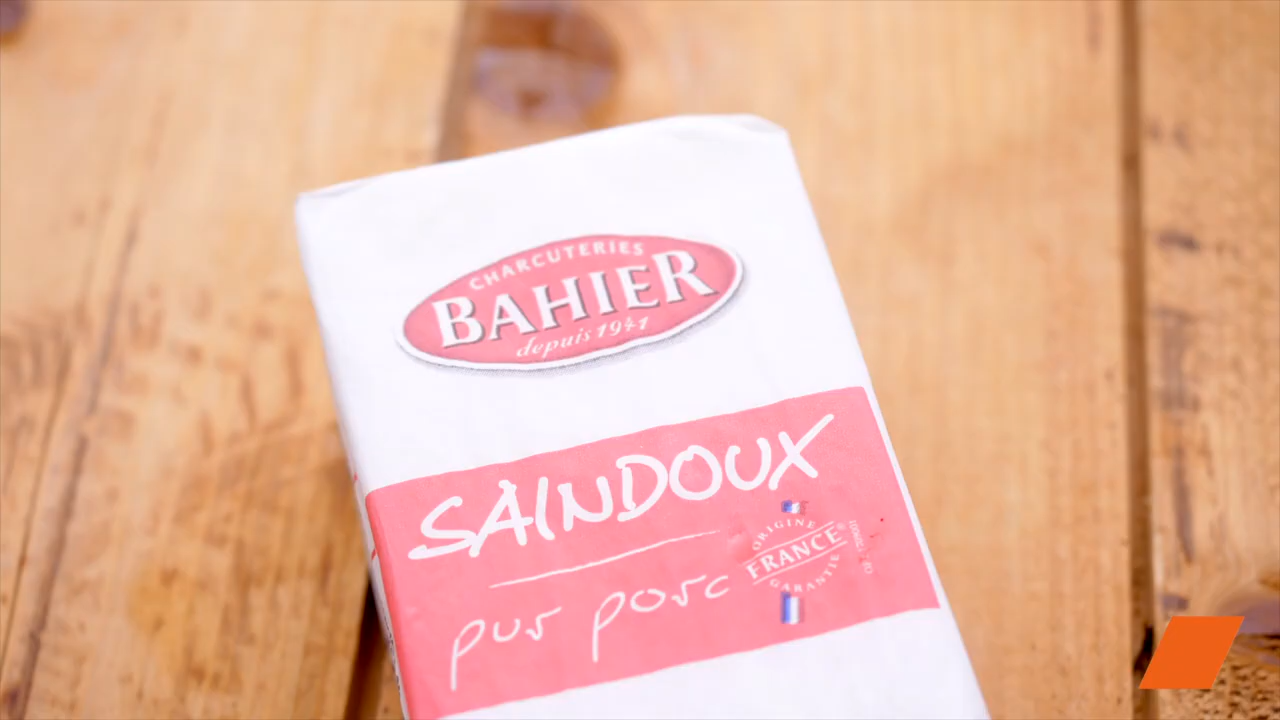 CHARCUTERIES
BAHIER
depuis 1941
SAINDOUX
pur porc
ORIGINE
FRANCE
GARANTIE